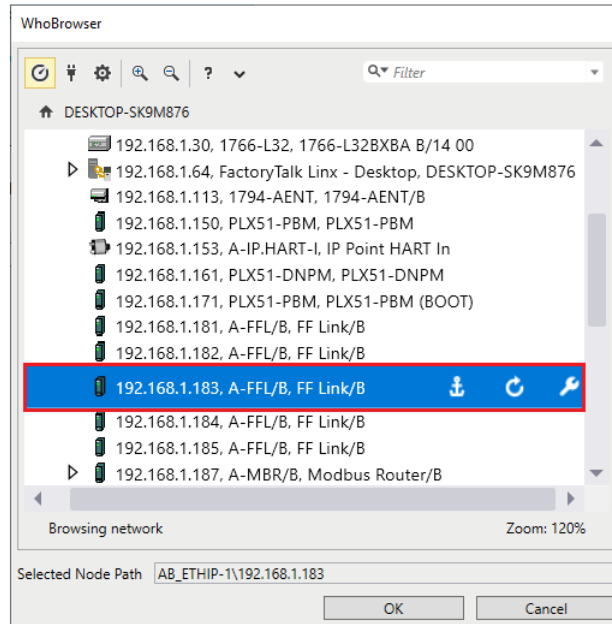 WhoBrowser
? Filter
DESKTOP-SK9M876
192.168.1.30, 1766-L32, 1766-L32BXBA B/14 00
192.168.1.64, FactoryTalk Linx - Desktop, DESKTOP-SK9M876
192.168.1.113, 1794-AENT, 1794-AENT/B
192.168.1.150, PLX51-PBM, PLX51-PBM
192.168.1.153, A-IP.HART-I, IP Point HART In
192.168.1.161, PLX51-DNPM, PLX51-DNPM
192.168.1.171, PLX51-PBM, PLX51-PBM (BOOT)
192.168.1.181, A-FFL/B, FF Link/B
192.168.1.182, A-FFL/B, FF Link/B
192.168.1.183, A-FFL/B, FF Link/B
192.168.1.184, A-FFL/B, FF Link/B
192.168.1.185, A-FFL/B, FF Link/B
192.168.1.187, A-MBR/B, Modbus Router/B
Browsing network Zoom: 120%
Selected Node Path AB_ETHIP-1\192.168.1.183
OK Cancel